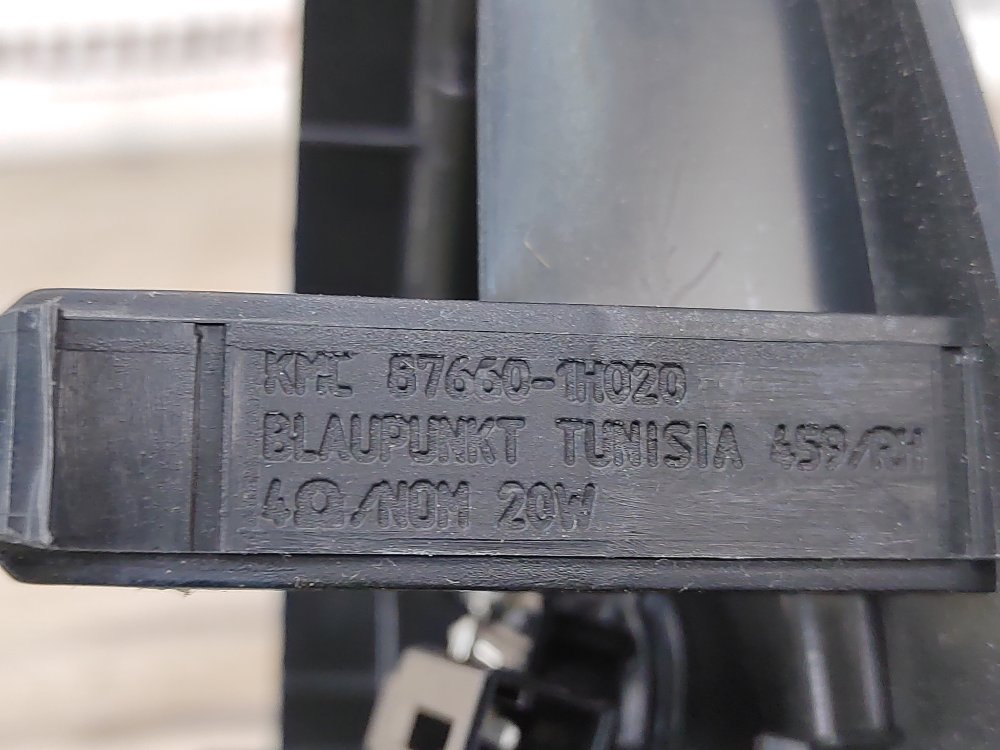 KMC 87660-1H020
BLAUPUNKT TUNISIA 459/RH
4Ω/NOM 20W